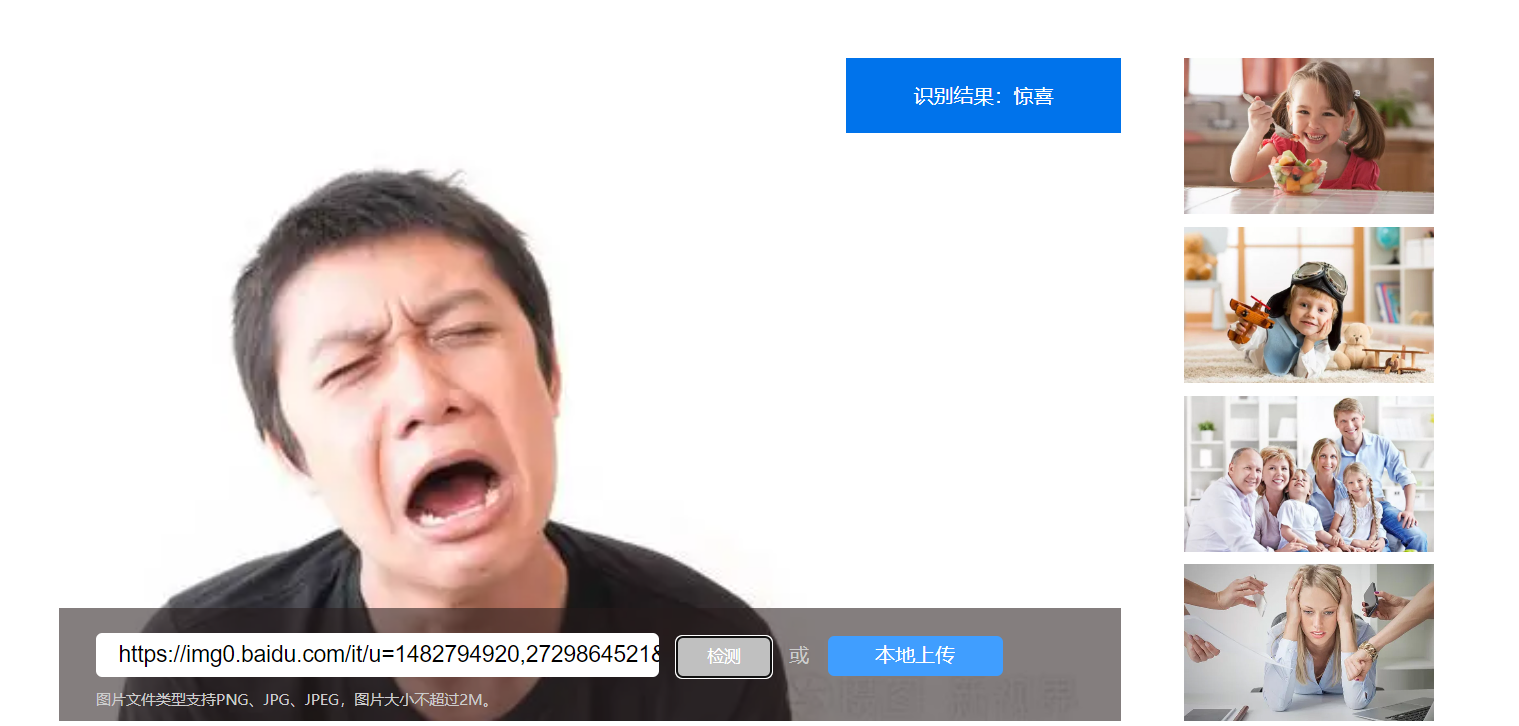 识别结果：惊喜
https://img0.baidu.com/it/u=1482794920,2729864521&
检测
或
本地上传
图片文件类型支持PNG、JPG、JPEG，图片大小不超过2M。